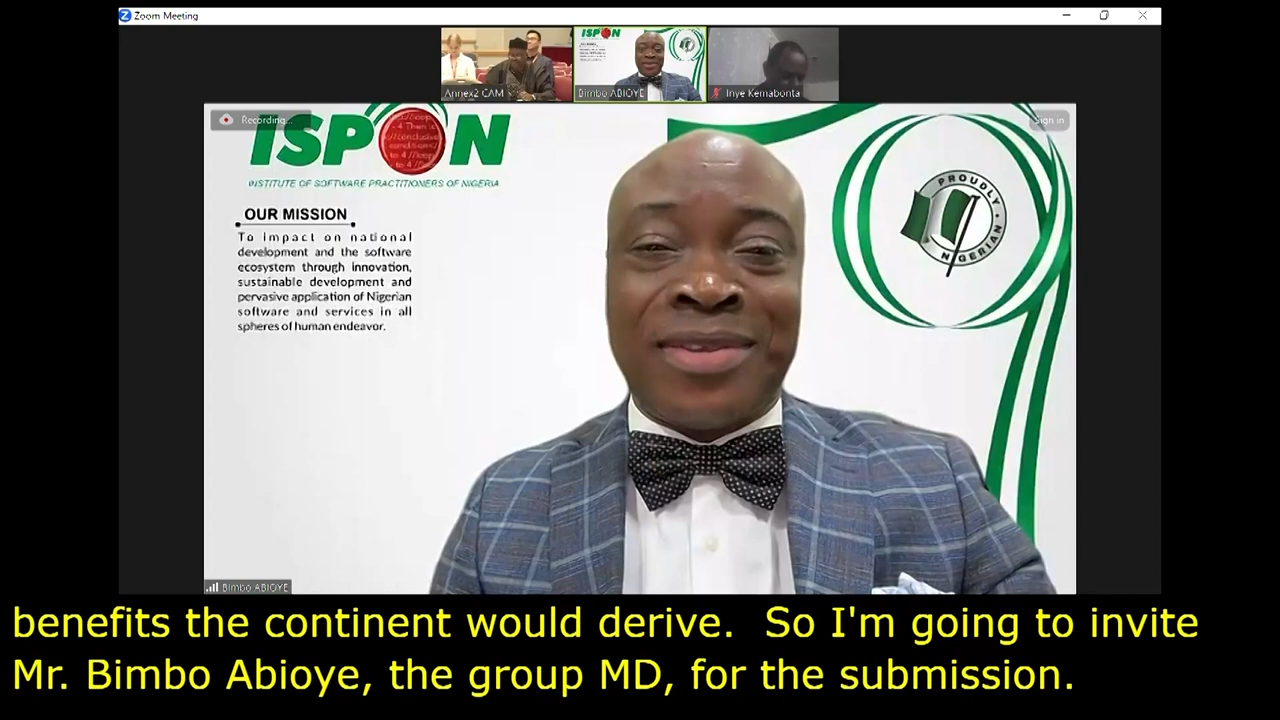 Zoom Meeting
Annex2 CAM
Bimbo ABIOYE
Inye Kemabonta
Recording...
Sign in
ISPON
INSTITUTE OF SOFTWARE PRACTITIONERS OF NIGERIA
OUR MISSION
To impact on national
development and the software
ecosystem through innovation,
sustainable development and
pervasive application of Nigerian
software and services in all
spheres of human endeavor.
PROUDLY
NIGERIAN
Bimbo ABIOYE
benefits the continent would derive. So I'm going to invite
Mr. Bimbo Abioye, the group MD, for the submission.